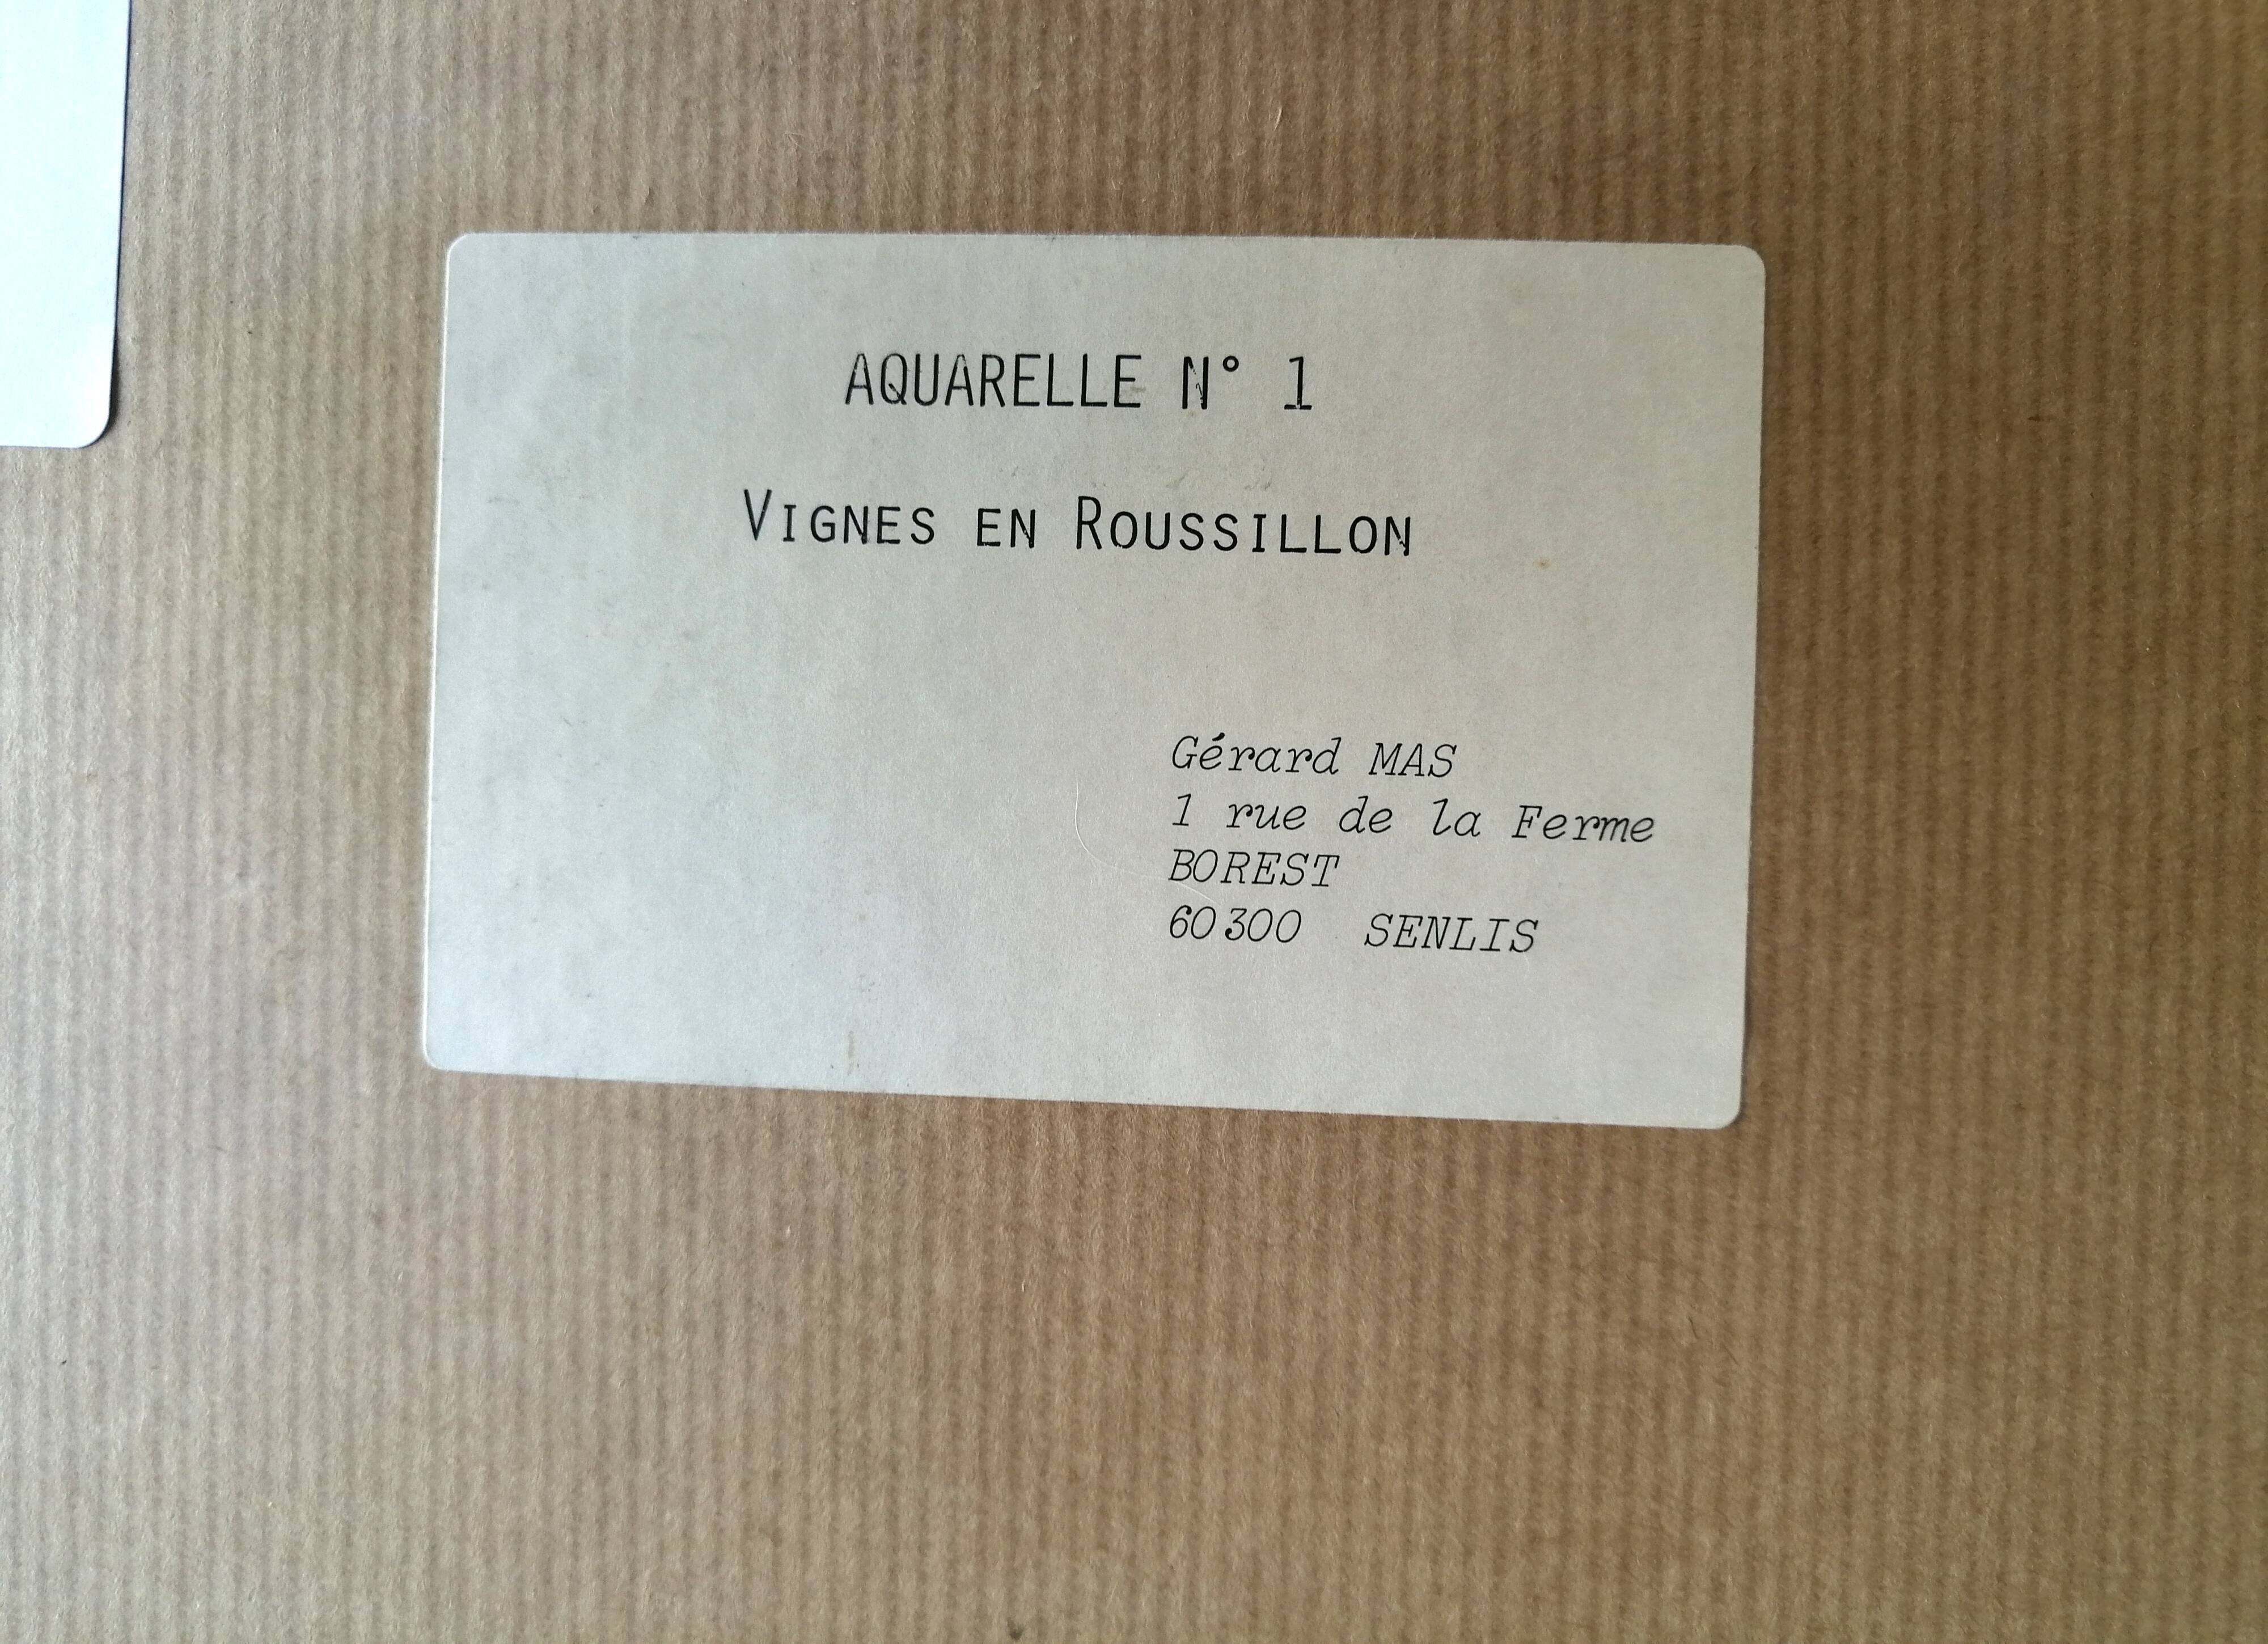 AQUARELLE N° 1
VIGNES EN ROUSSILLON
Gérard MAS
1 rue de la Ferme
BOREST
60300 SENLIS